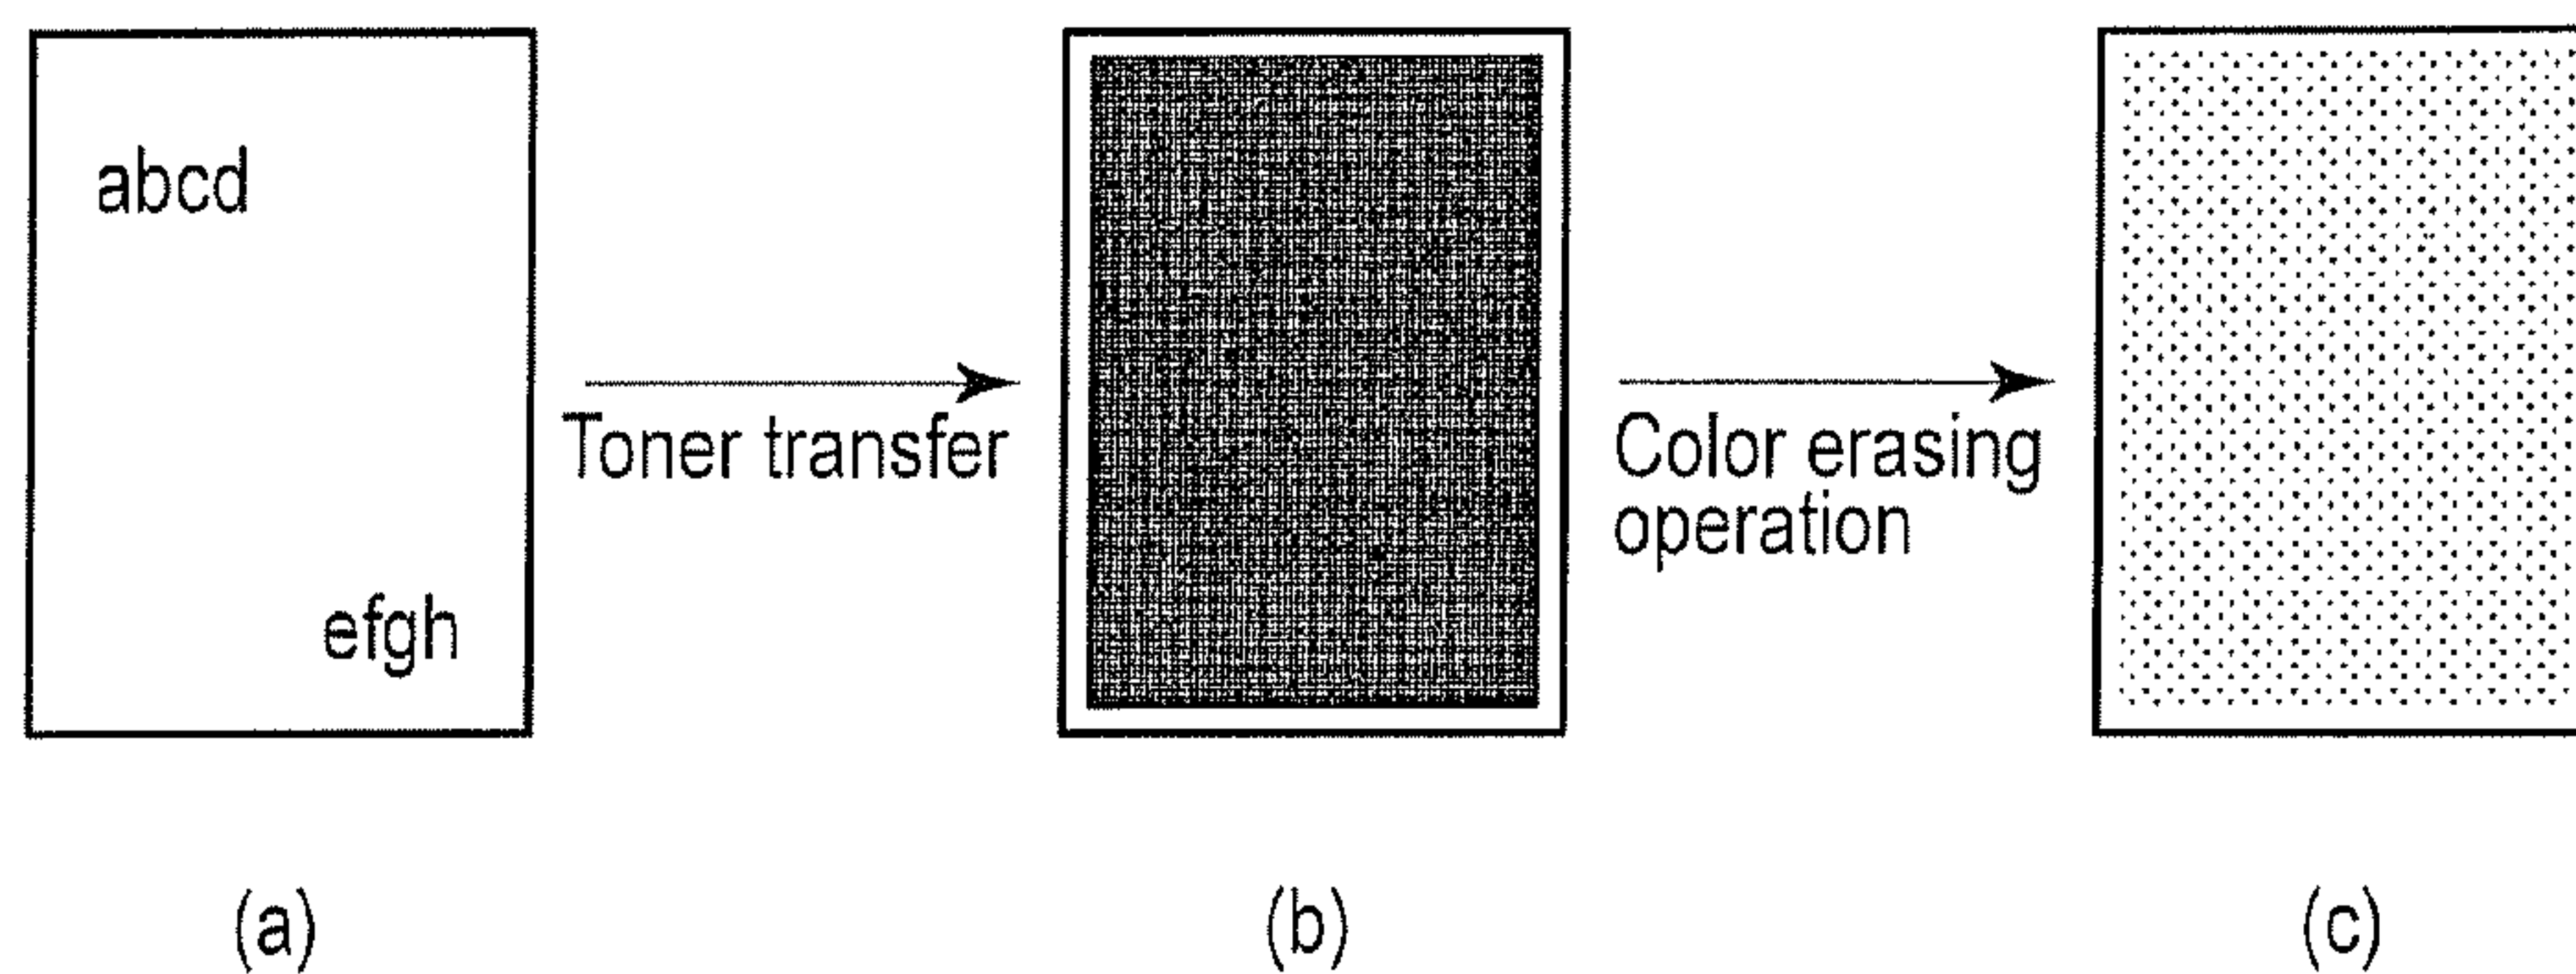 abcd
efgh
Toner transfer
Color erasing
operation
(a)
(b)
(c)